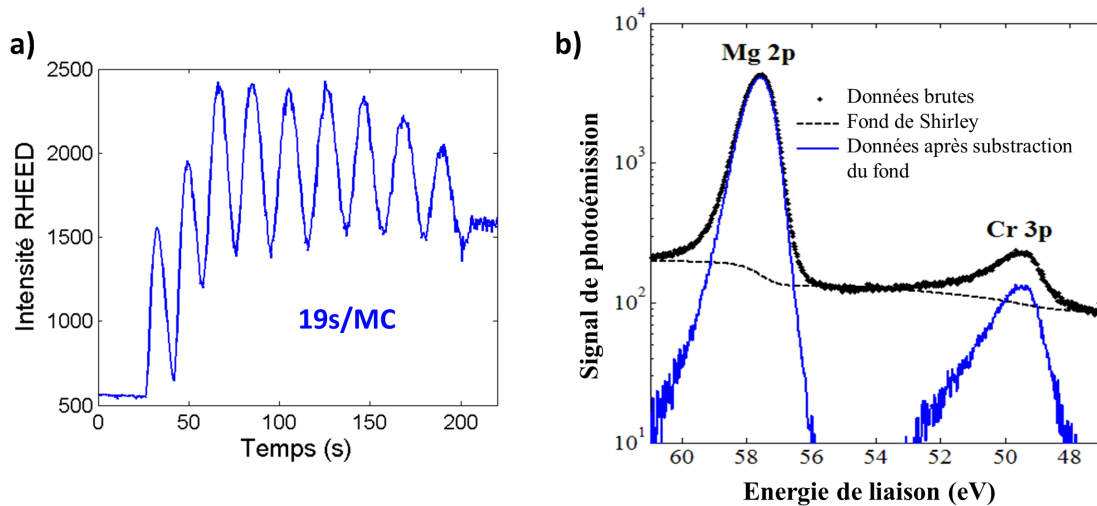 a)
2500
2000
1500
1000
500
Intensité RHEED
19s/MC
0
50
100
150
200
Temps (s)
b)
10^4
10^3
10^2
10^1
Signal de photoémission
Mg 2p
Données brutes
Fond de Shirley
Données après substraction
du fond
Cr 3p
60
58
56
54
52
50
48
Energie de liaison (eV)